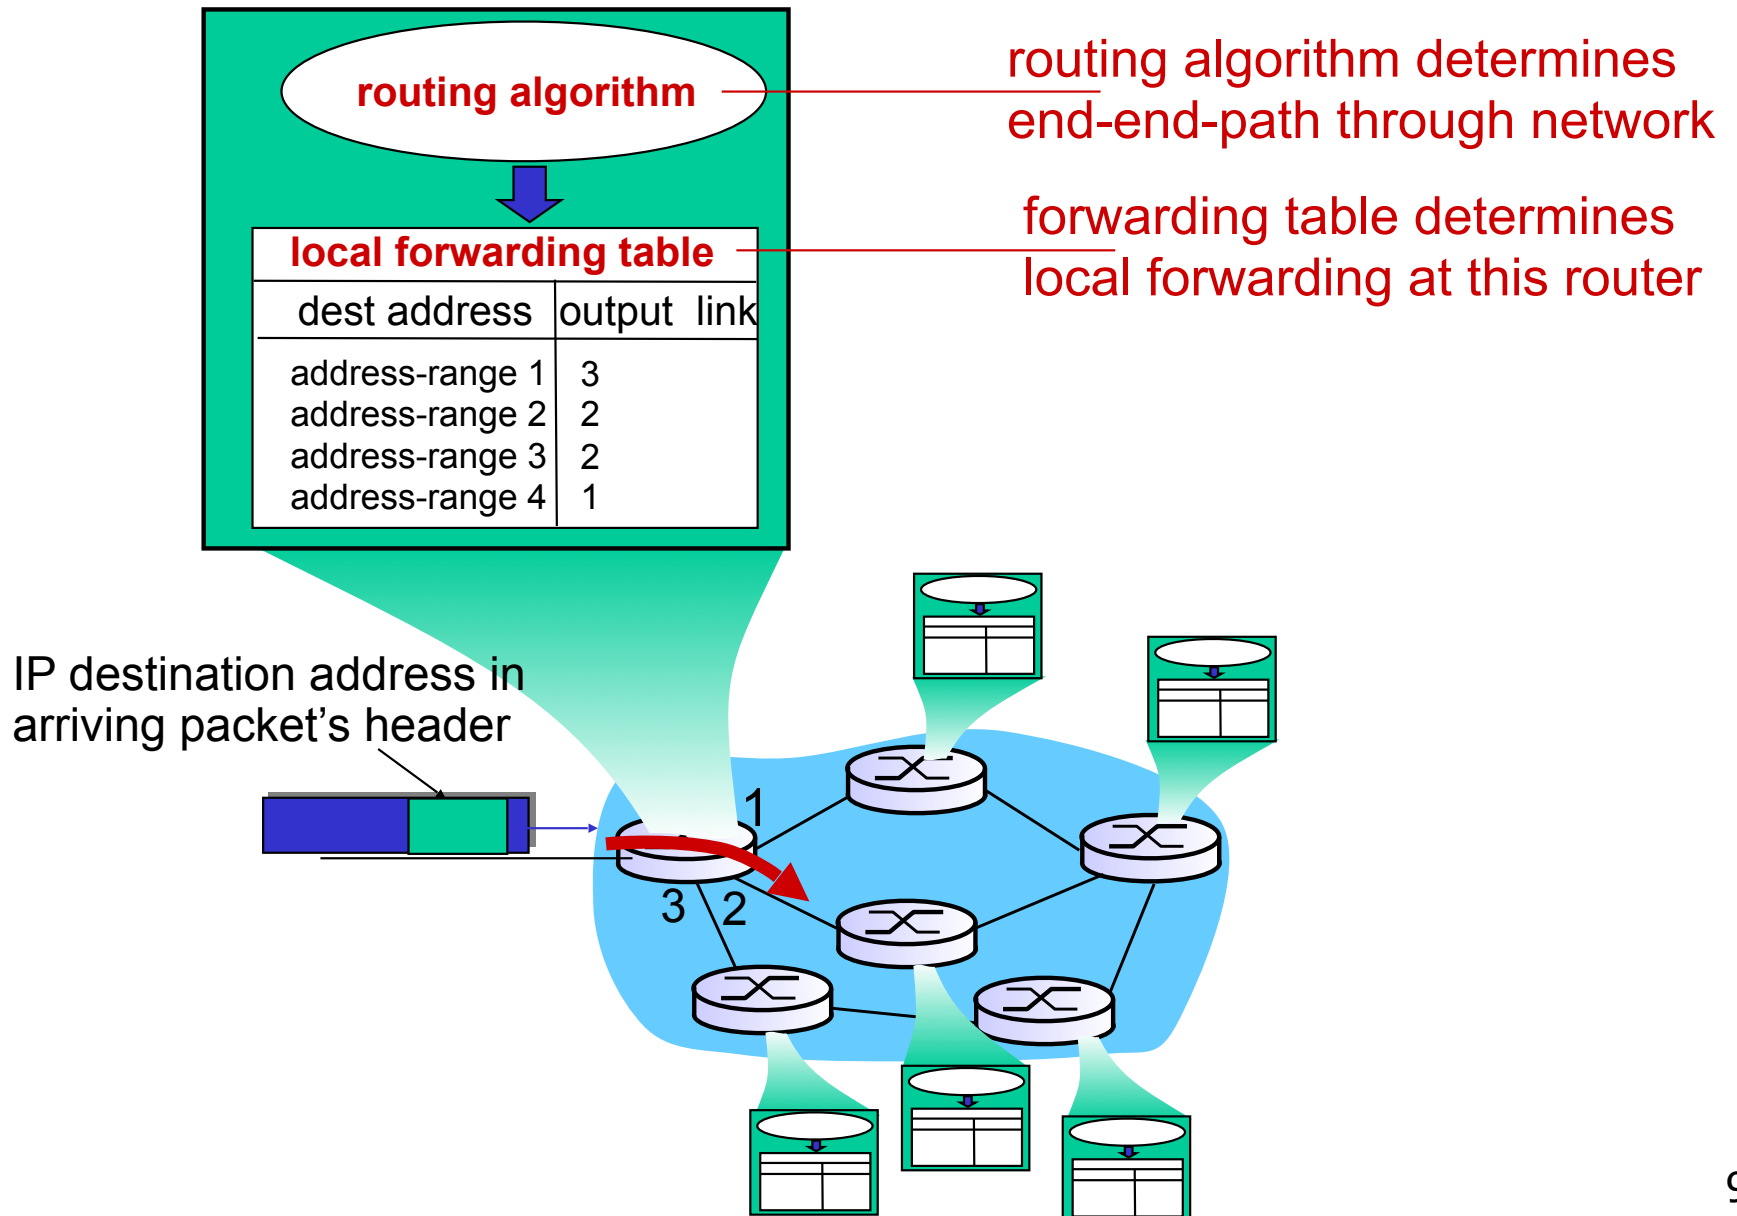 routing algorithm
routing algorithm determines
end-end-path through network
local forwarding table
forwarding table determines
local forwarding at this router
dest address output link
address-range 1 3
address-range 2 2
address-range 3 2
address-range 4 1
IP destination address in
arriving packet’s header
1
3 2
9